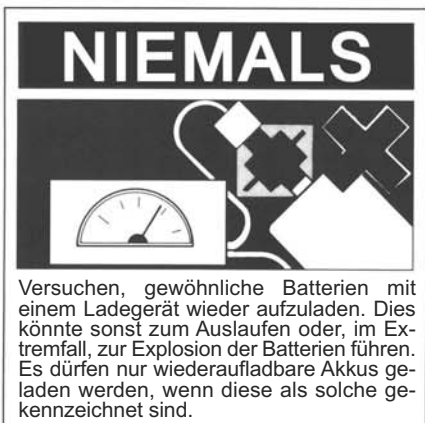 NIEMALS
Versuchen, gewöhnliche Batterien mit
einem Ladegerät wieder aufzuladen. Dies
könnte sonst zum Auslaufen oder, im Ex-
tremfall, zur Explosion der Batterien führen.
Es dürfen nur wiederaufladbare Akkus ge-
laden werden, wenn diese als solche ge-
kennzeichnet sind.